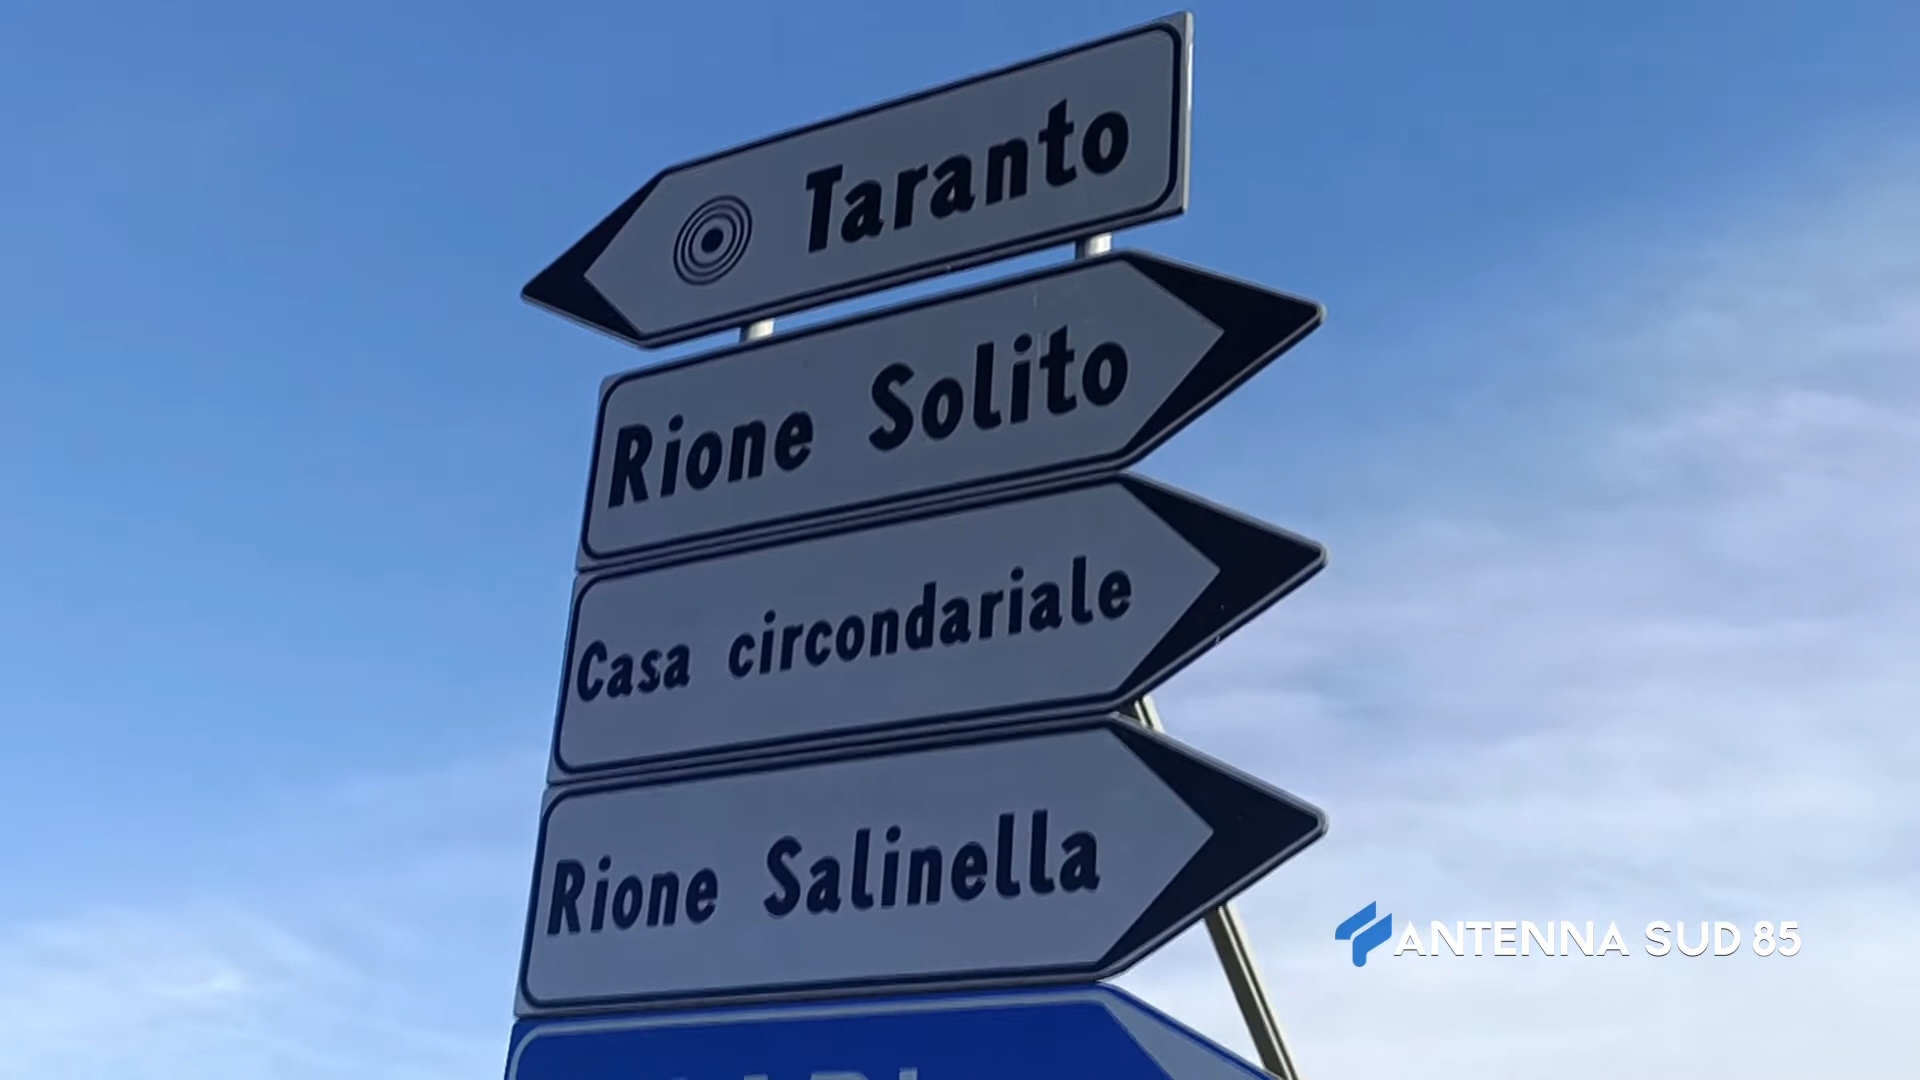 Taranto
Rione Solito
Casa circondariale
Rione Salinella
ANTENNA SUD 85